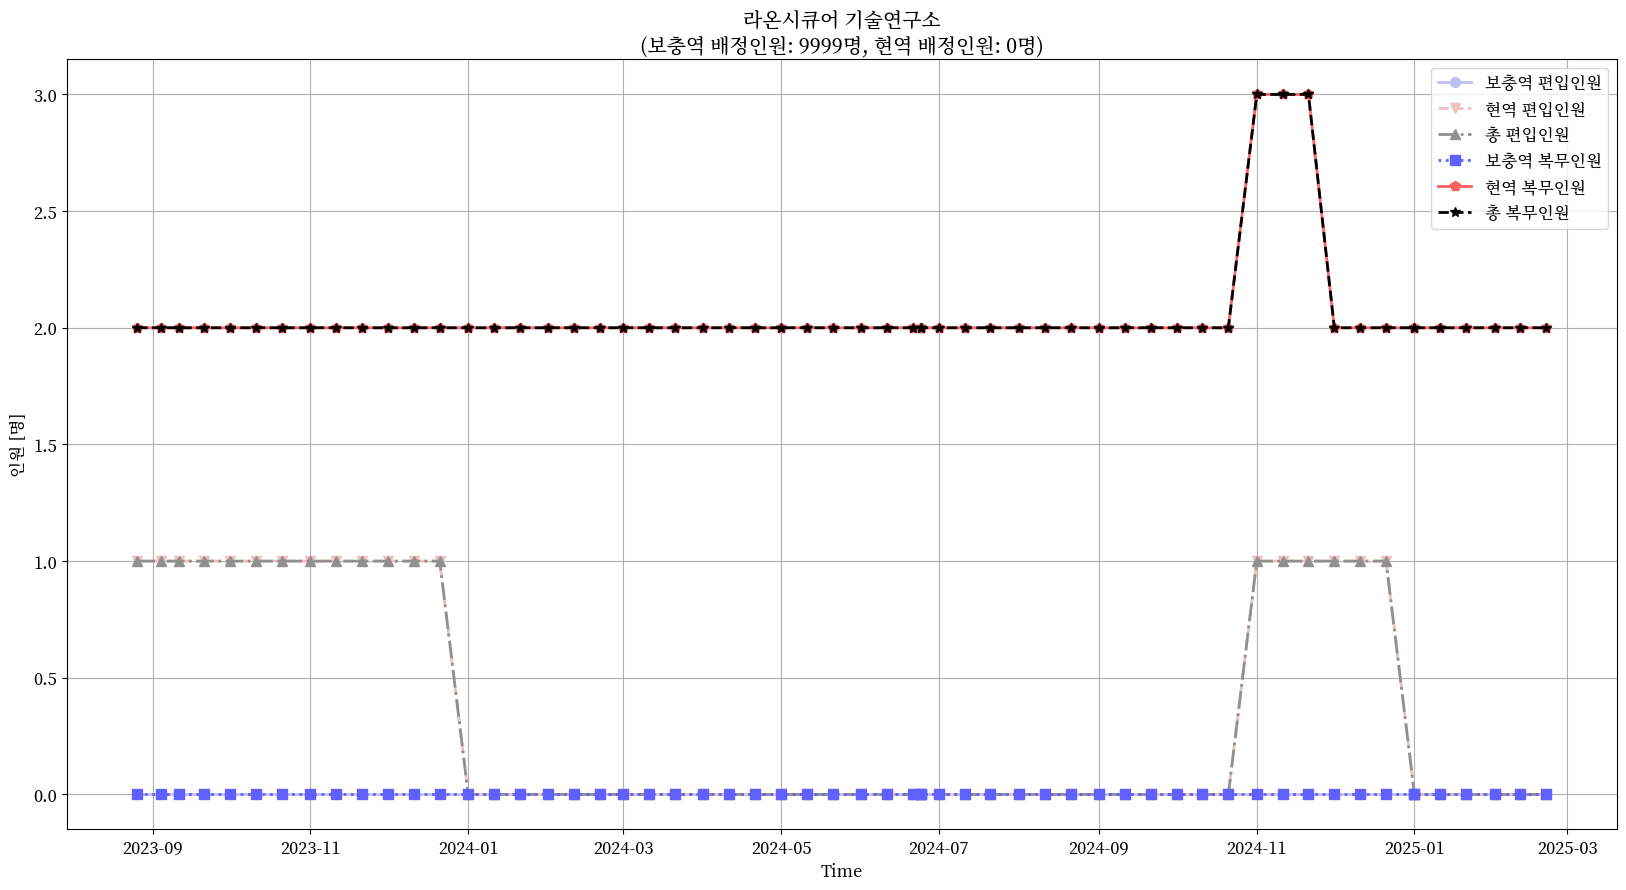 라온시큐어 기술연구소
(보충역 배정인원: 9999명, 현역 배정인원: 0명)
보충역 편입인원
현역 편입인원
총 편입인원
보충역 복무인원
현역 복무인원
총 복무인원
3.0
2.5
2.0
1.5
1.0
0.5
0.0
인원 [명]
2023-09
2023-11
2024-01
2024-03
2024-05
2024-07
2024-09
2024-11
2025-01
2025-03
Time